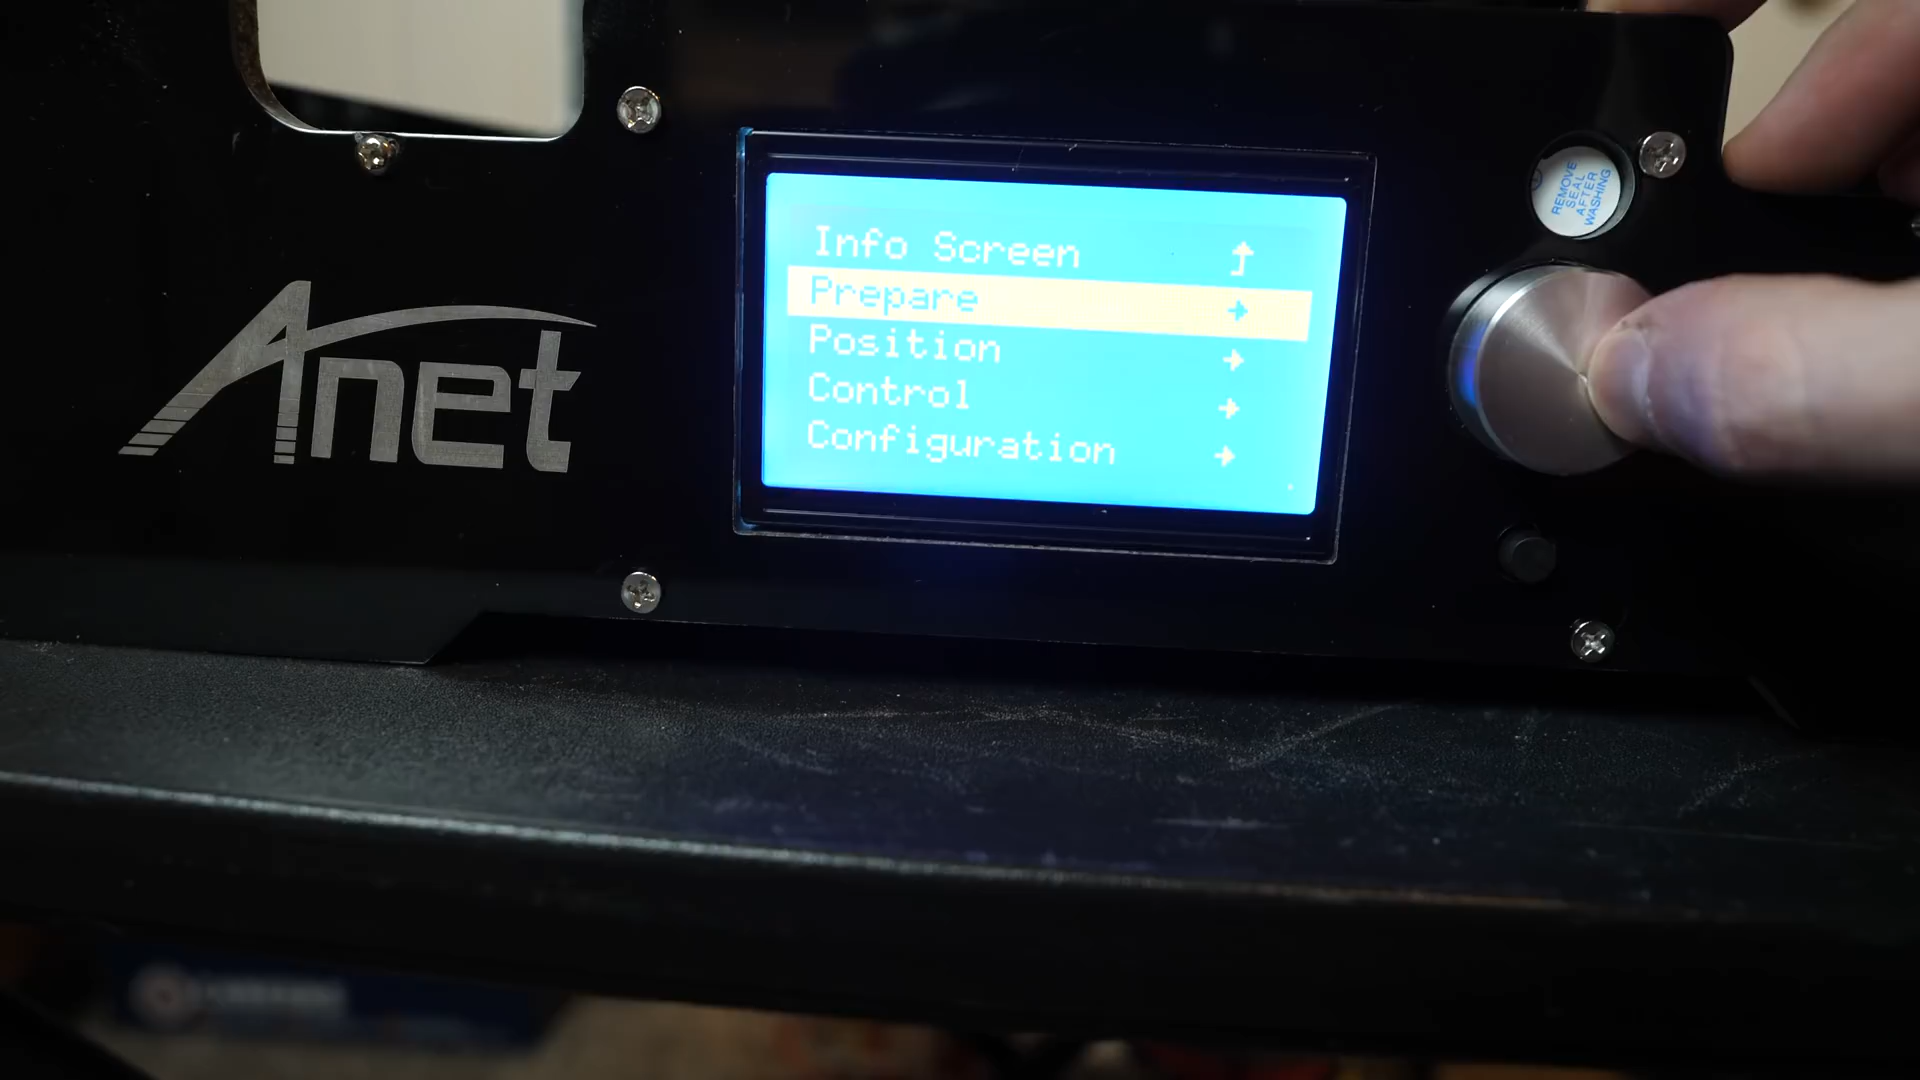 Anet
Info Screen
Prepare
Position
Control
Configuration
REMOVE
SEAL
AFTER
WASHING